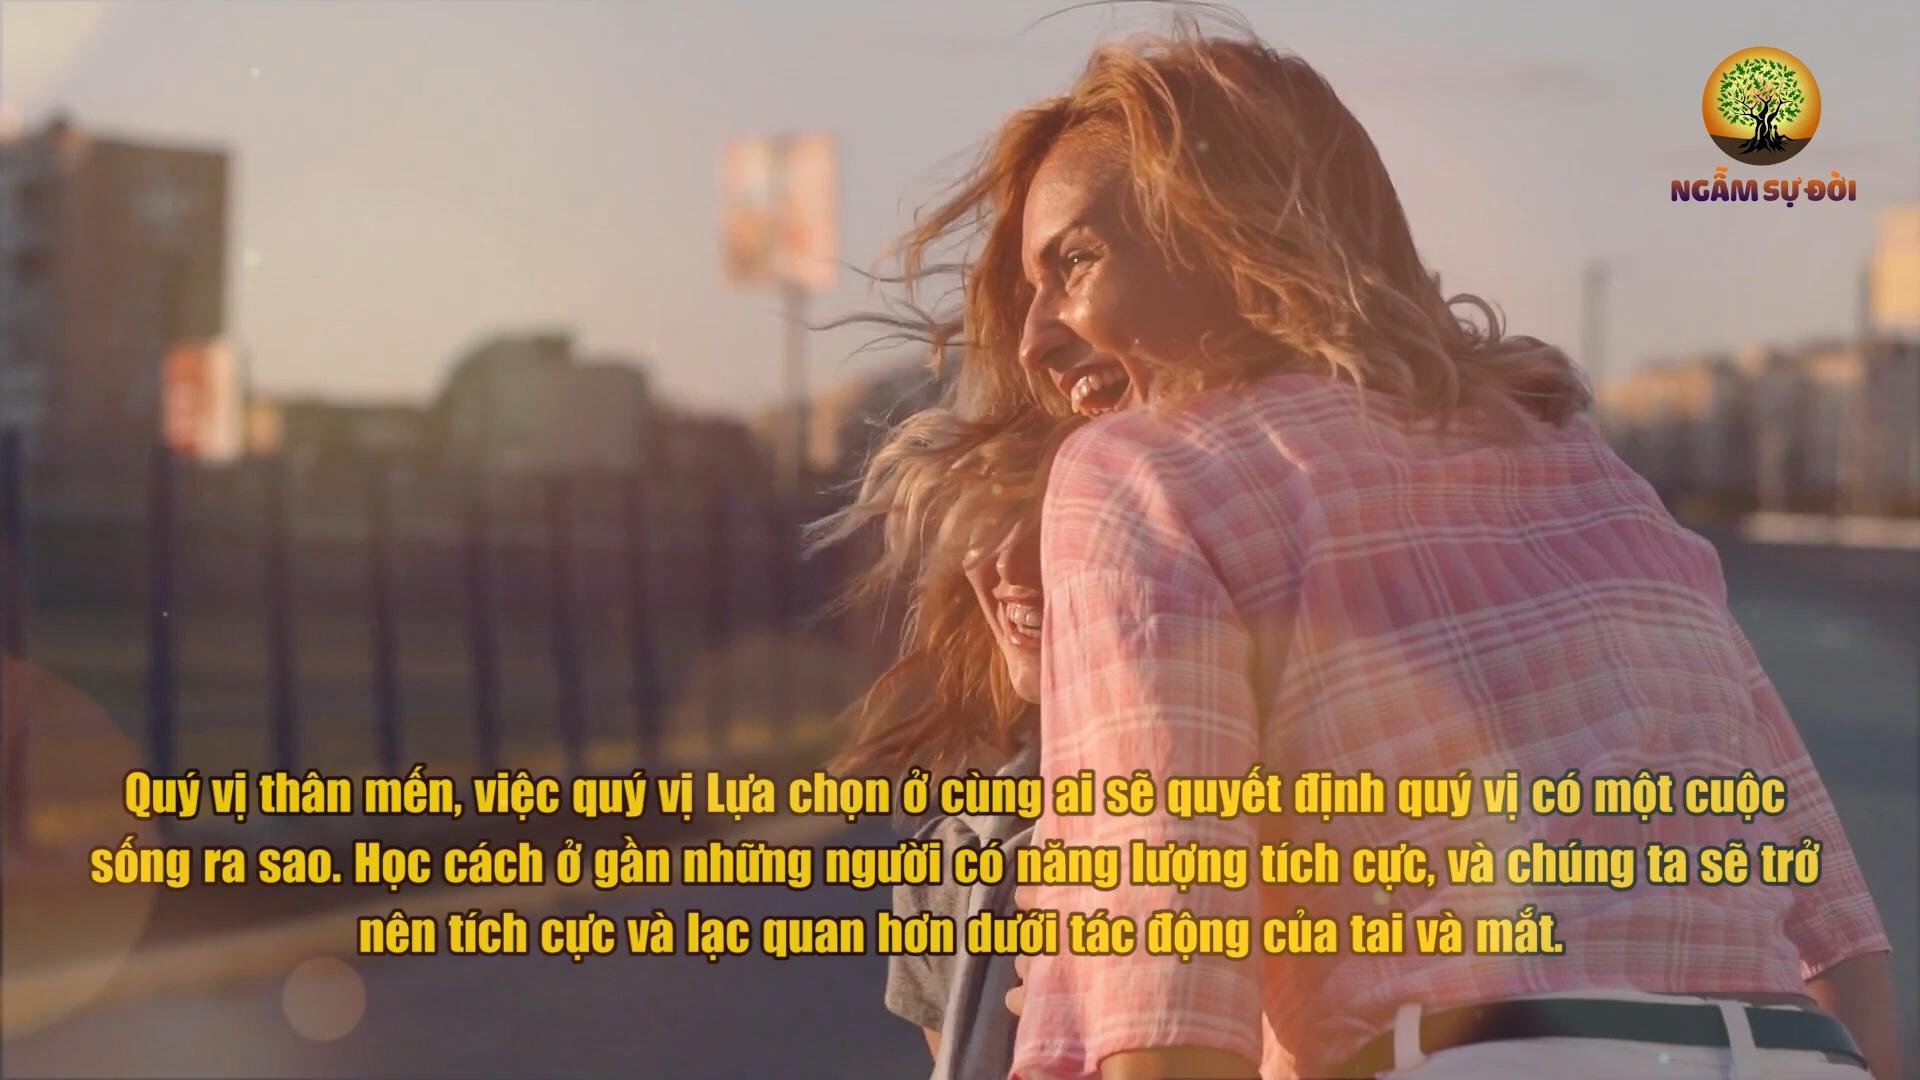 NGẪM SỰ ĐỜI
Quý vị thân mến, việc quý vị Lựa chọn ở cùng ai sẽ quyết định quý vị có một cuộc
sống ra sao. Học cách ở gần những người có năng lượng tích cực, và chúng ta sẽ trở
nên tích cực và lạc quan hơn dưới tác động của tai và mắt.